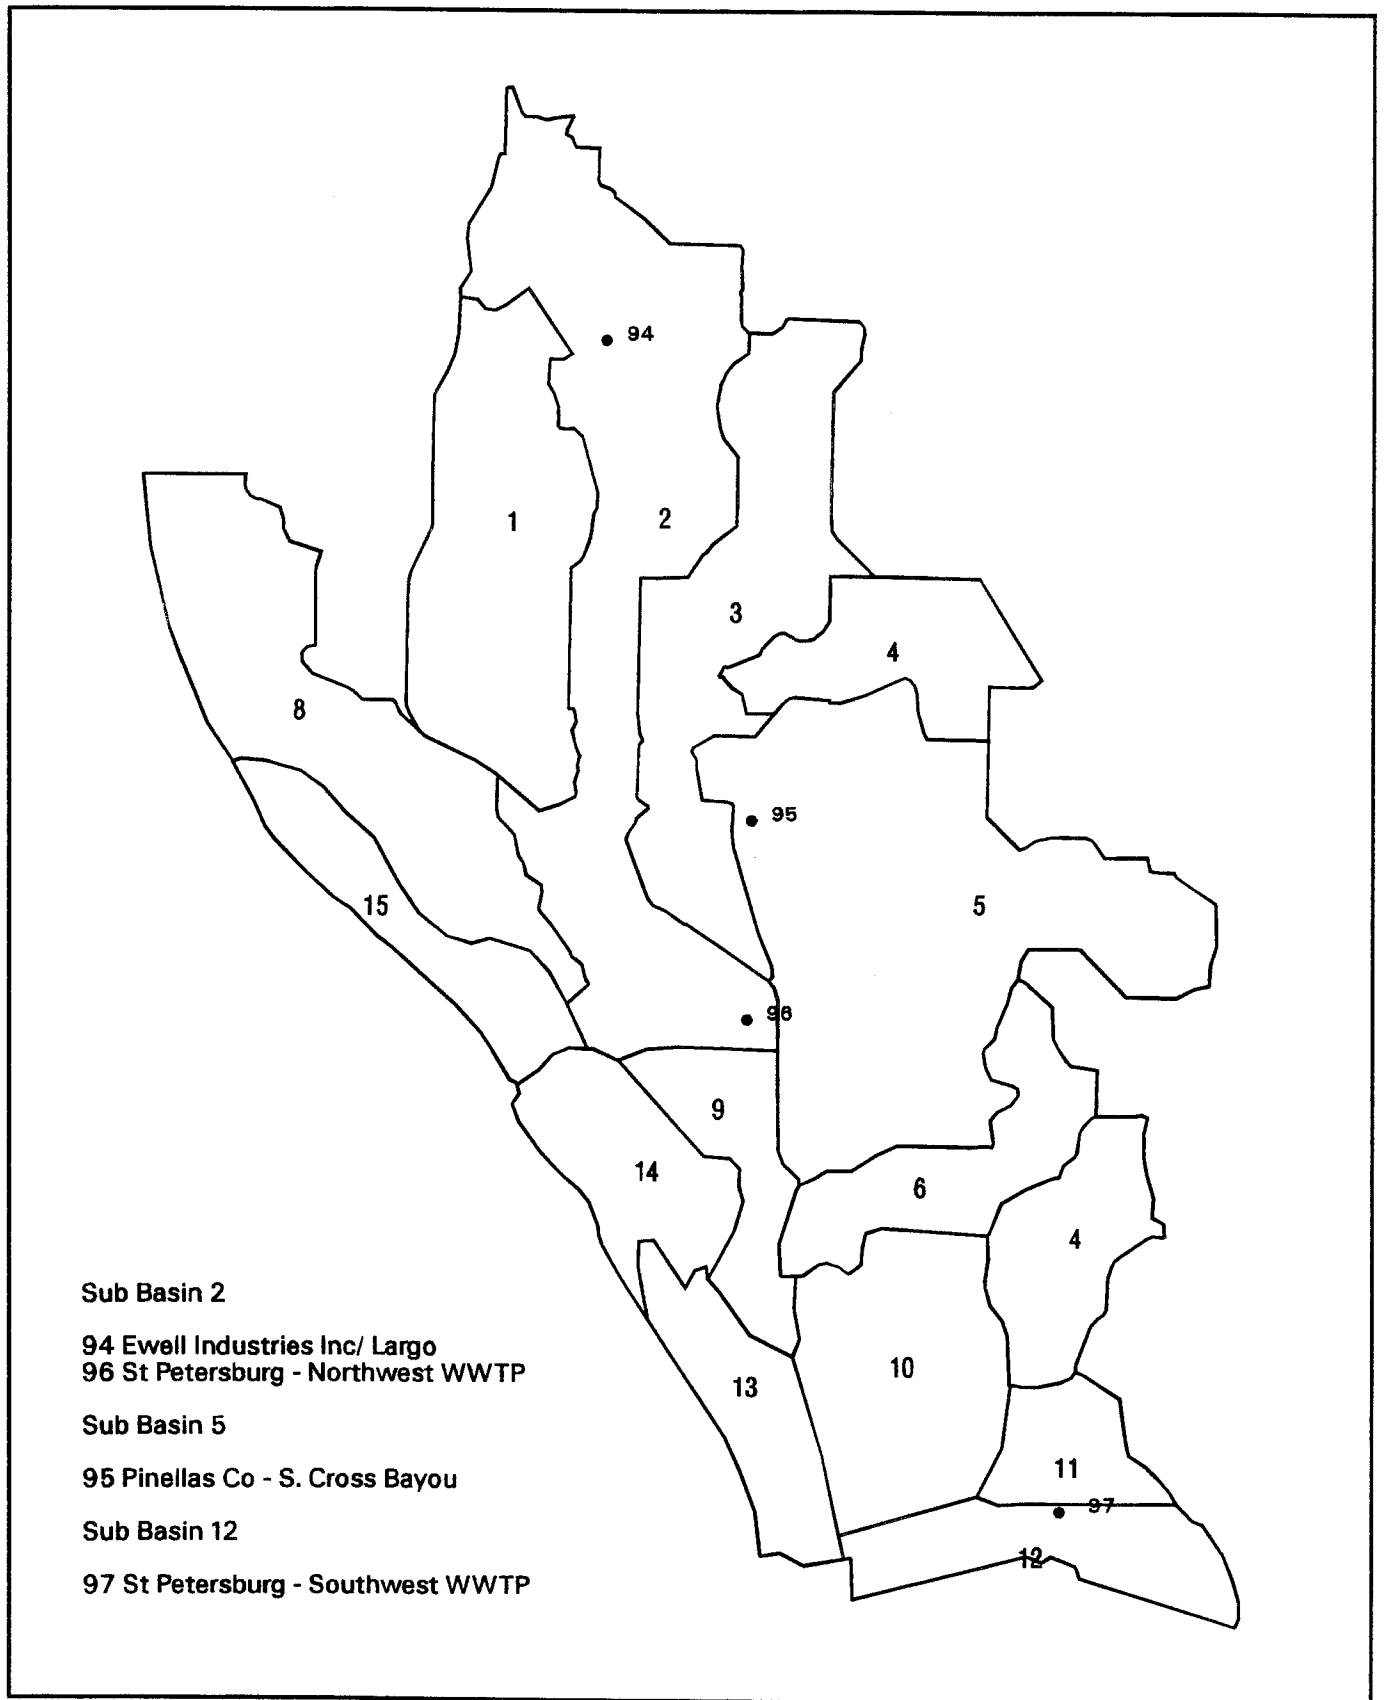 94
1
2
3
4
8
95
15
5
96
9
14
6
4
Sub Basin 2
94 Ewell Industries Inc/ Largo
96 St Petersburg - Northwest WWTP
13
10
Sub Basin 5
11
95 Pinellas Co - S. Cross Bayou
97
Sub Basin 12
12
97 St Petersburg - Southwest WWTP